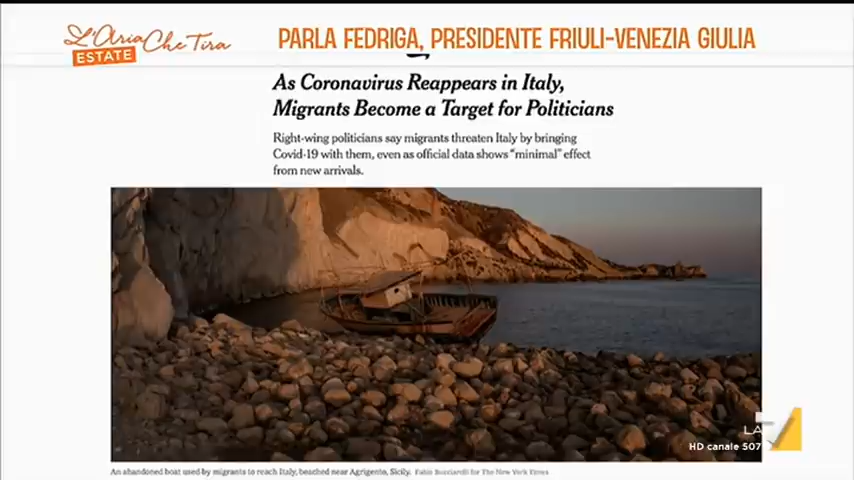 L'Aria Che Tira
ESTATE
PARLA FEDRIGA, PRESIDENTE FRIULI-VENEZIA GIULIA
As Coronavirus Reappears in Italy,
Migrants Become a Target for Politicians
Right-wing politicians say migrants threaten Italy by bringing
Covid-19 with them, even as official data shows "minimal" effect
from new arrivals.
LA7
HD canale 507
An abandoned boat used by migrants to reach Italy, beached near Agrigento, Sicily. Fabio Bucciarelli for The New York Times